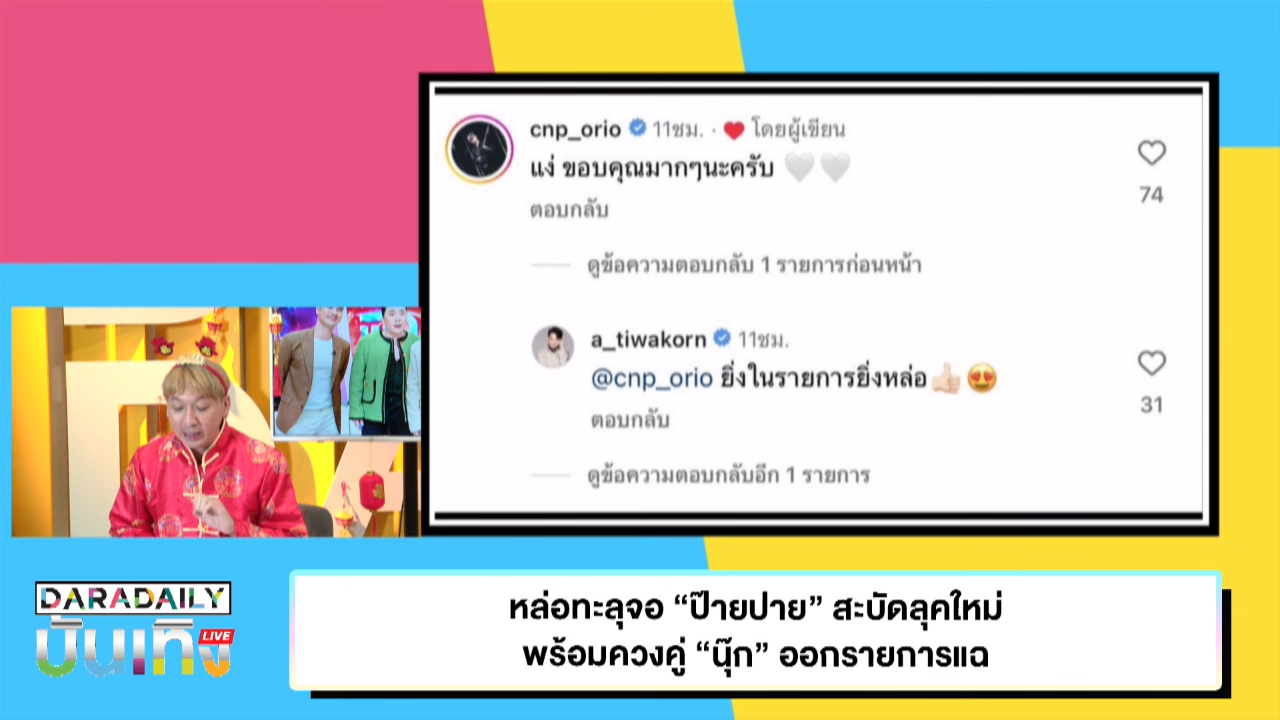 cnp_orio 11ชม. · ❤️ โดยผู้เขียน
แง่ ขอบคุณมากๆนะครับ 🤍🤍
74
ตอบกลับ
ดูข้อความตอบกลับ 1 รายการก่อนหน้า
a_tiwakorn 11ชม.
@cnp_orio ยิ่งในรายการยิ่งหล่อ👍🏻😍
31
ตอบกลับ
ดูข้อความตอบกลับอีก 1 รายการ
DARADAILY
บันเทิง LIVE
หล่อทะลุจอ “ป๊ายปาย” สะบัดลุคใหม่
พร้อมควงคู่ “นุ๊ก” ออกรายการแฉ